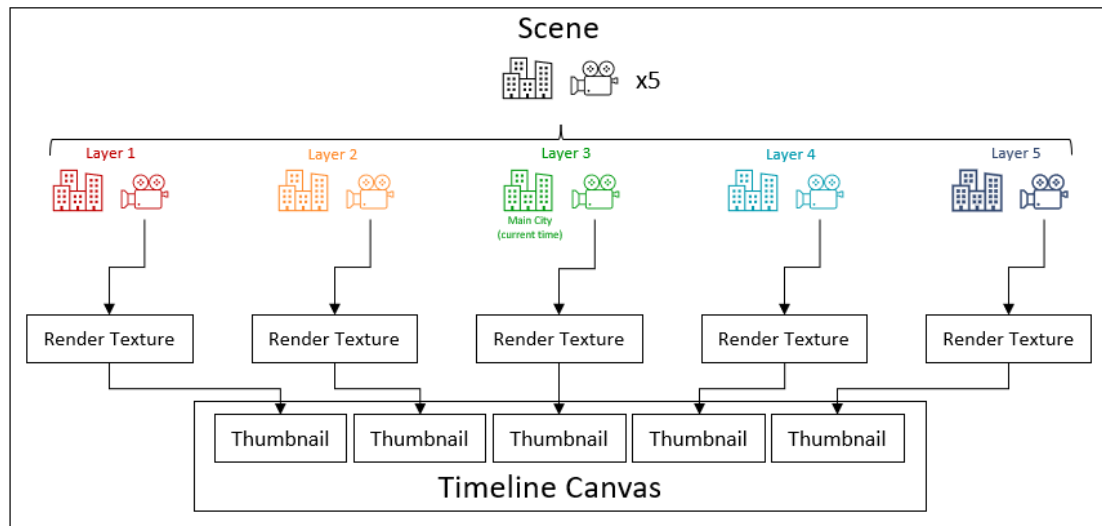 Scene
x5
Layer 1
Layer 2
Layer 3
Layer 4
Layer 5
Main City
(current time)
Render Texture
Render Texture
Render Texture
Render Texture
Render Texture
Thumbnail
Thumbnail
Thumbnail
Thumbnail
Thumbnail
Timeline Canvas